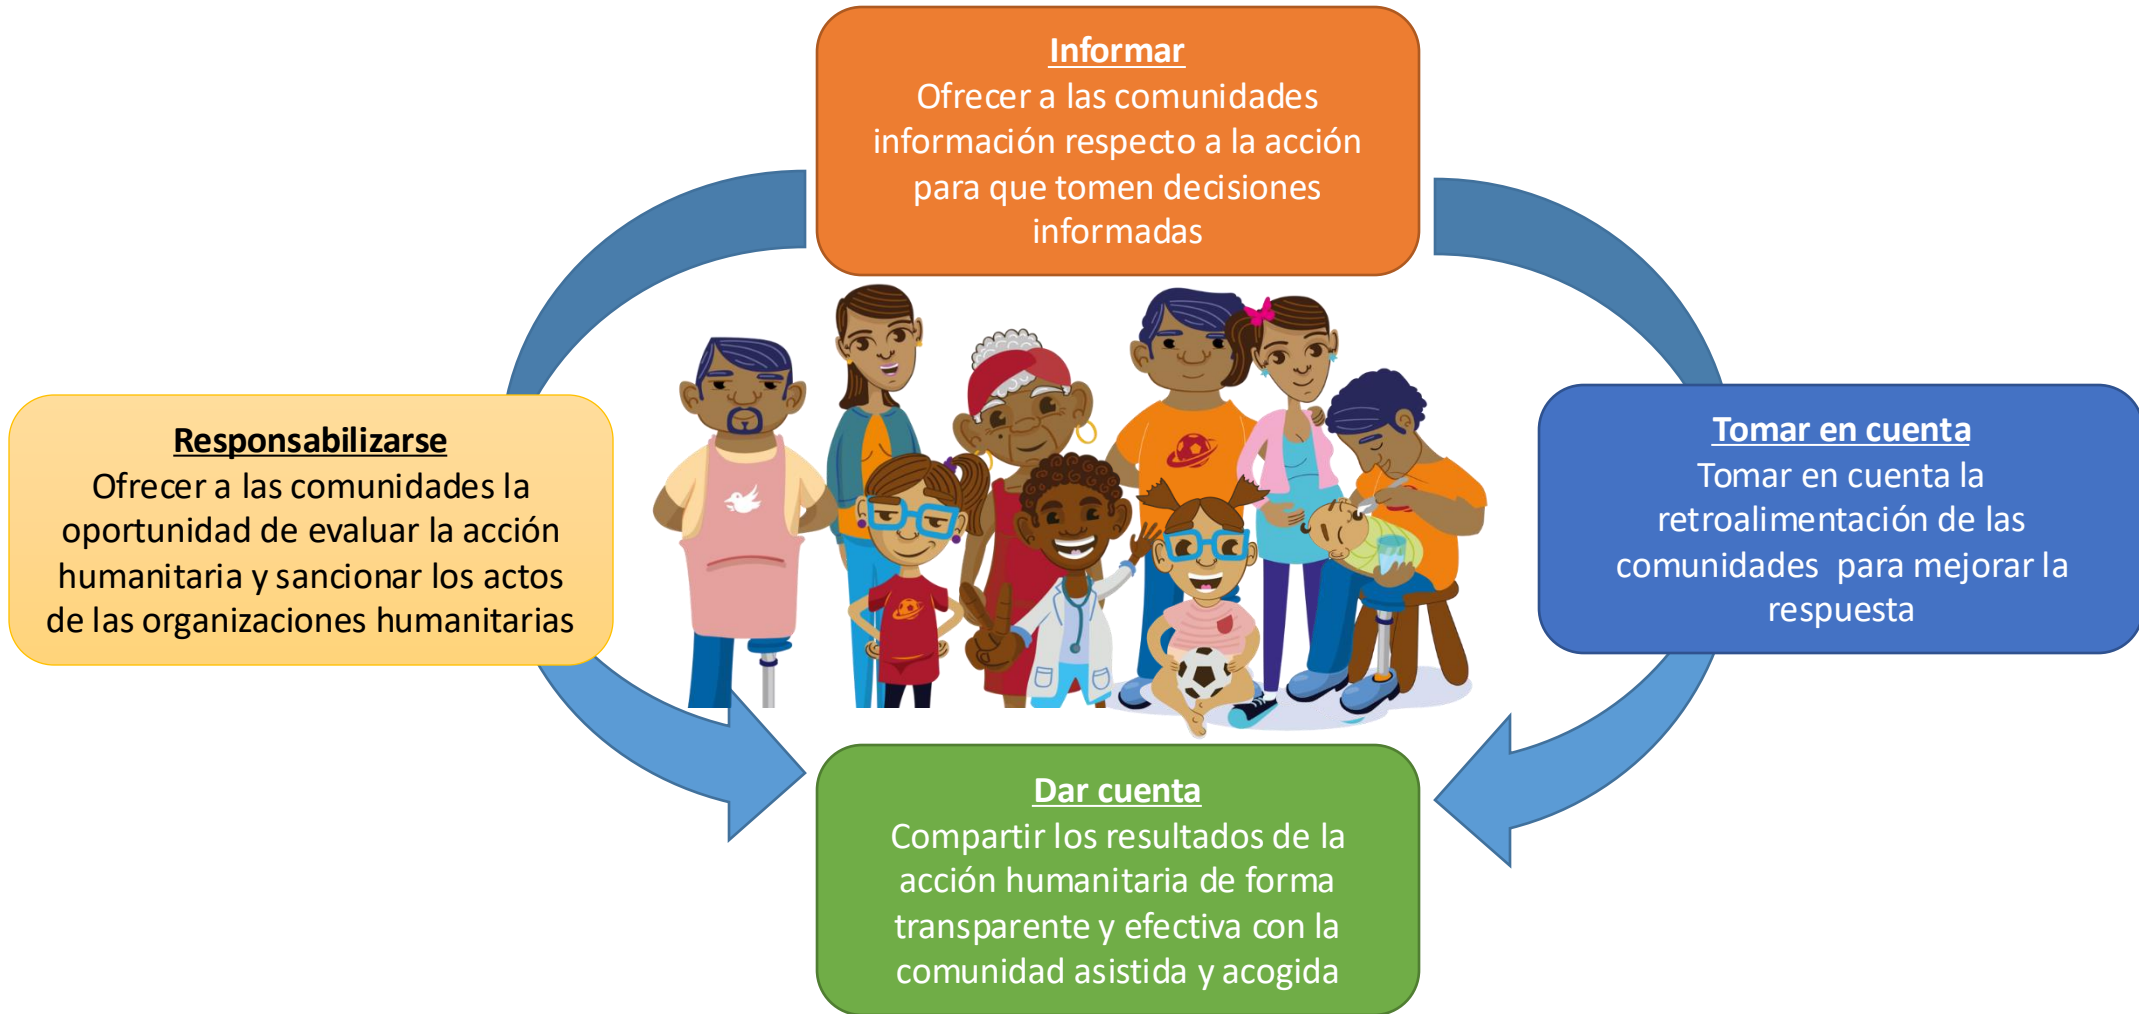 Informar
Ofrecer a las comunidades
información respecto a la acción
para que tomen decisiones
informadas
Responsabilizarse
Ofrecer a las comunidades la
oportunidad de evaluar la acción
humanitaria y sancionar los actos
de las organizaciones humanitarias
Tomar en cuenta
Tomar en cuenta la
retroalimentación de las
comunidades  para mejorar la
respuesta
Dar cuenta
Compartir los resultados de la
acción humanitaria de forma
transparente y efectiva con la
comunidad asistida y acogida